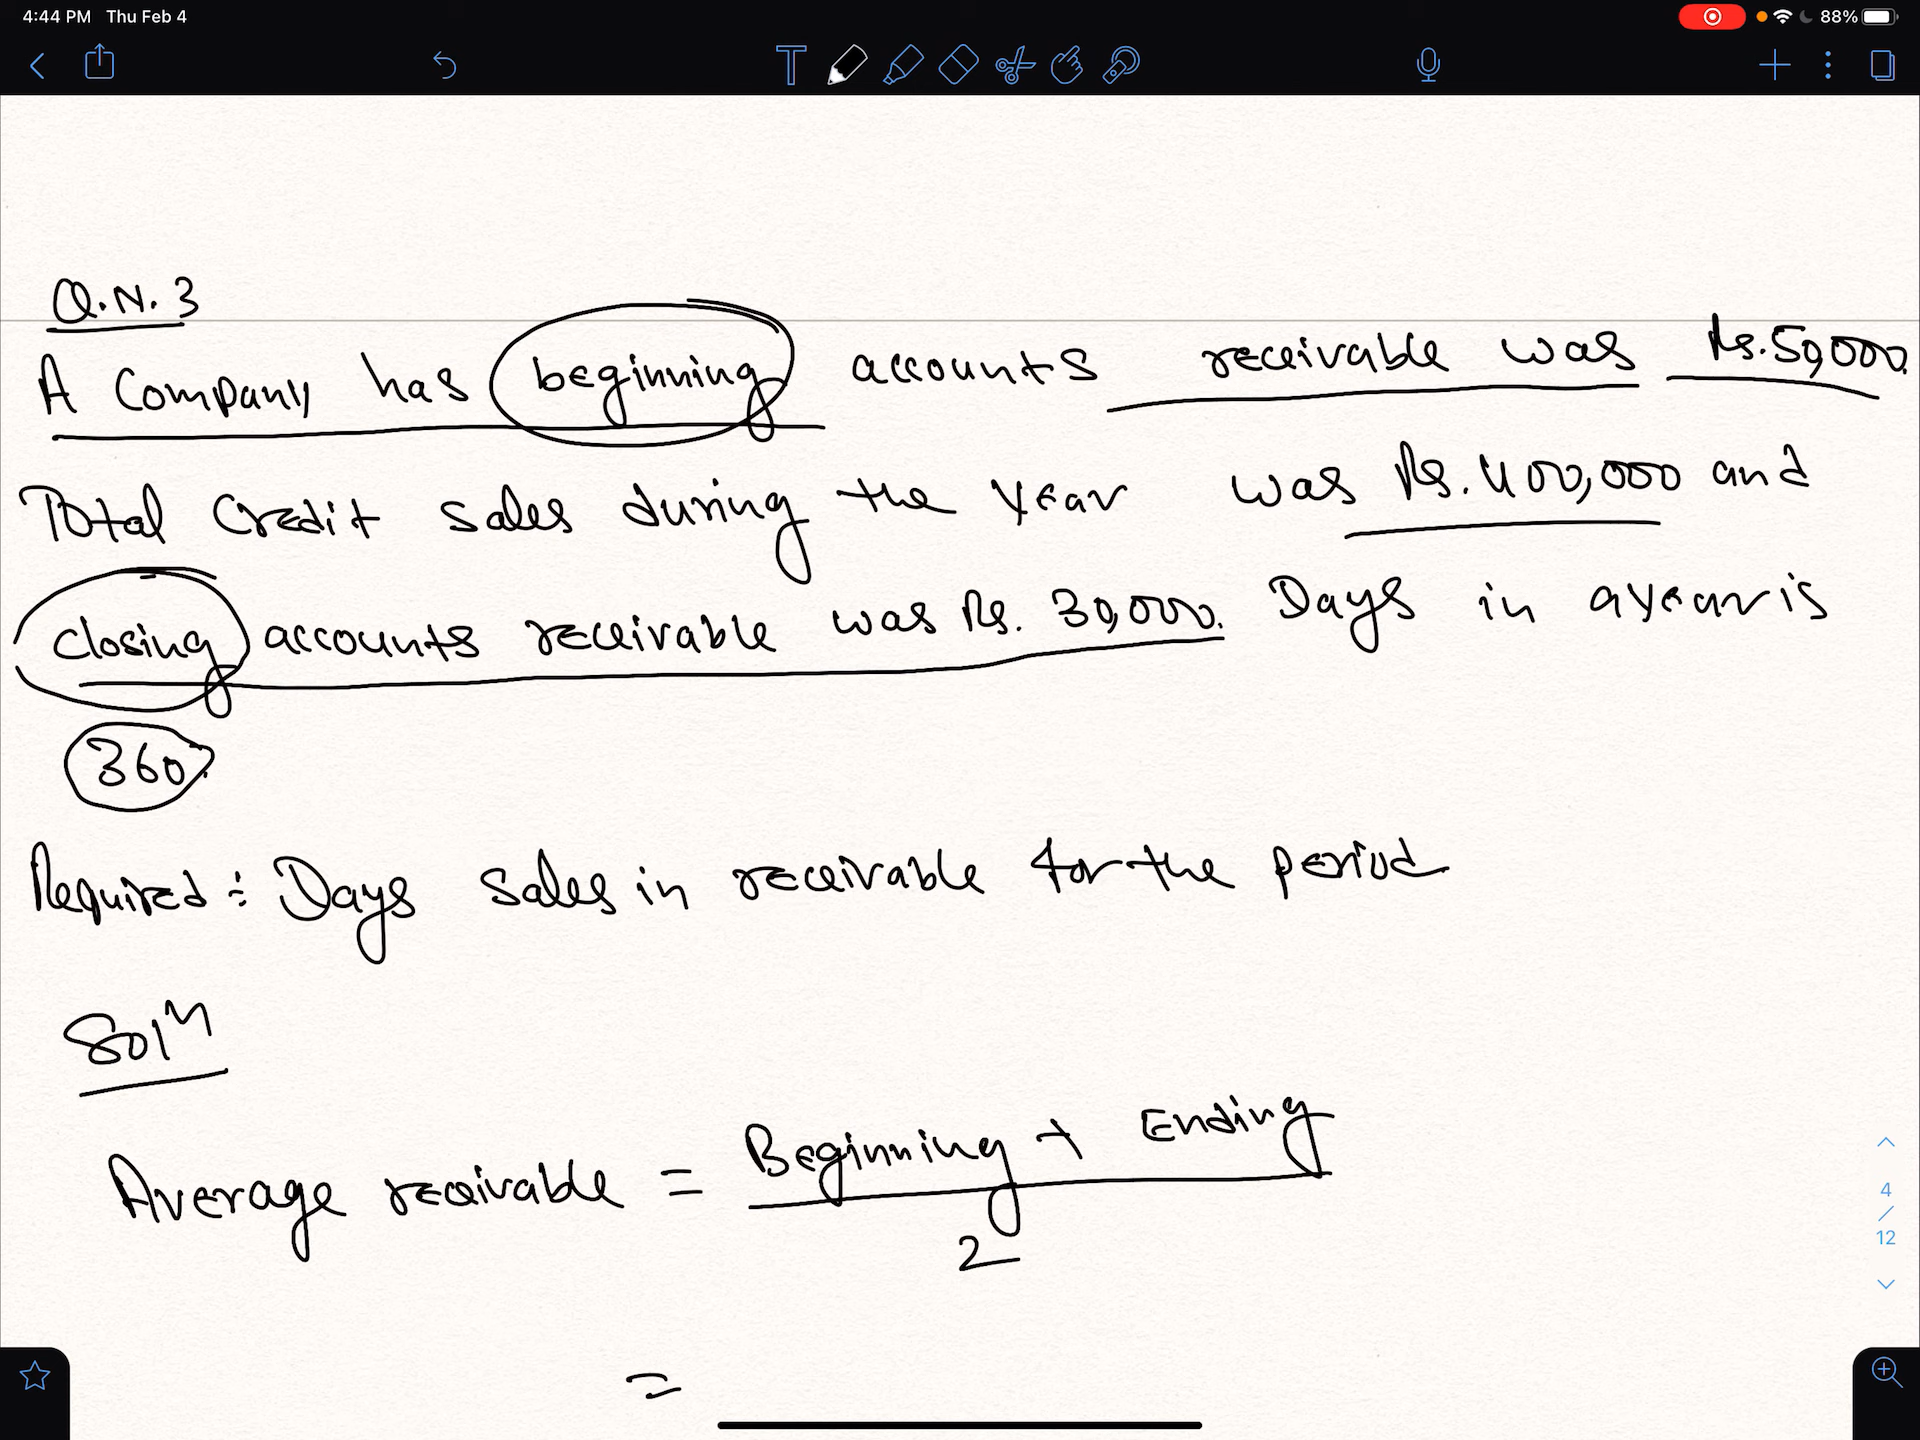 4:44 PM Thu Feb 4
88%
Q.N. 3
A Company has beginning accounts receivable was Rs. 50,000.
Total Credit sales during the year was Rs. 400,000 and
closing accounts receivable was Rs. 30,000. Days in a year is
360.
Required : Days sales in receivable for the period
Solⁿ
Average receivable = Beginning + Ending
2
=
4
/
12